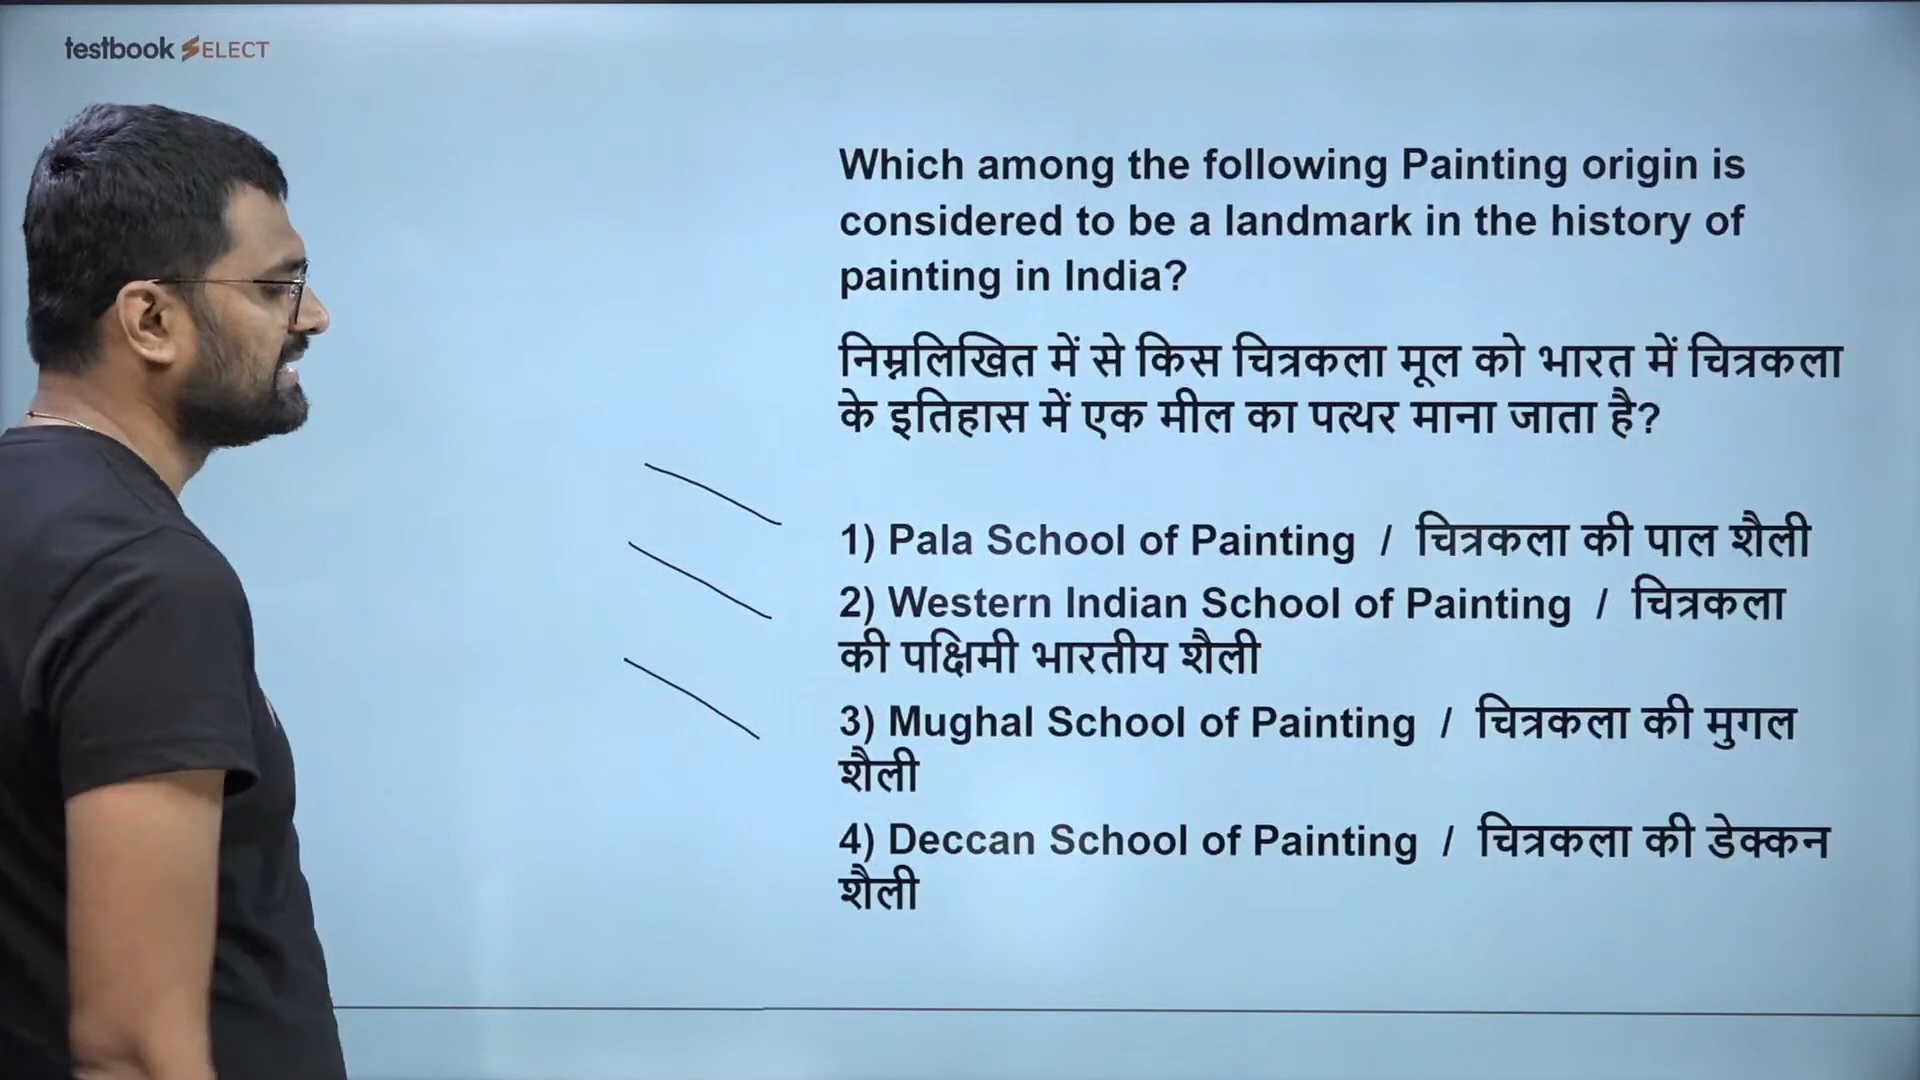 testbook SELECT
Which among the following Painting origin is
considered to be a landmark in the history of
painting in India?
निम्नलिखित में से किस चित्रकला मूल को भारत में चित्रकला
के इतिहास में एक मील का पत्थर माना जाता है?
1) Pala School of Painting / चित्रकला की पाल शैली
2) Western Indian School of Painting / चित्रकला
की पक्षिमी भारतीय शैली
3) Mughal School of Painting / चित्रकला की मुगल
शैली
4) Deccan School of Painting / चित्रकला की डेक्कन
शैली